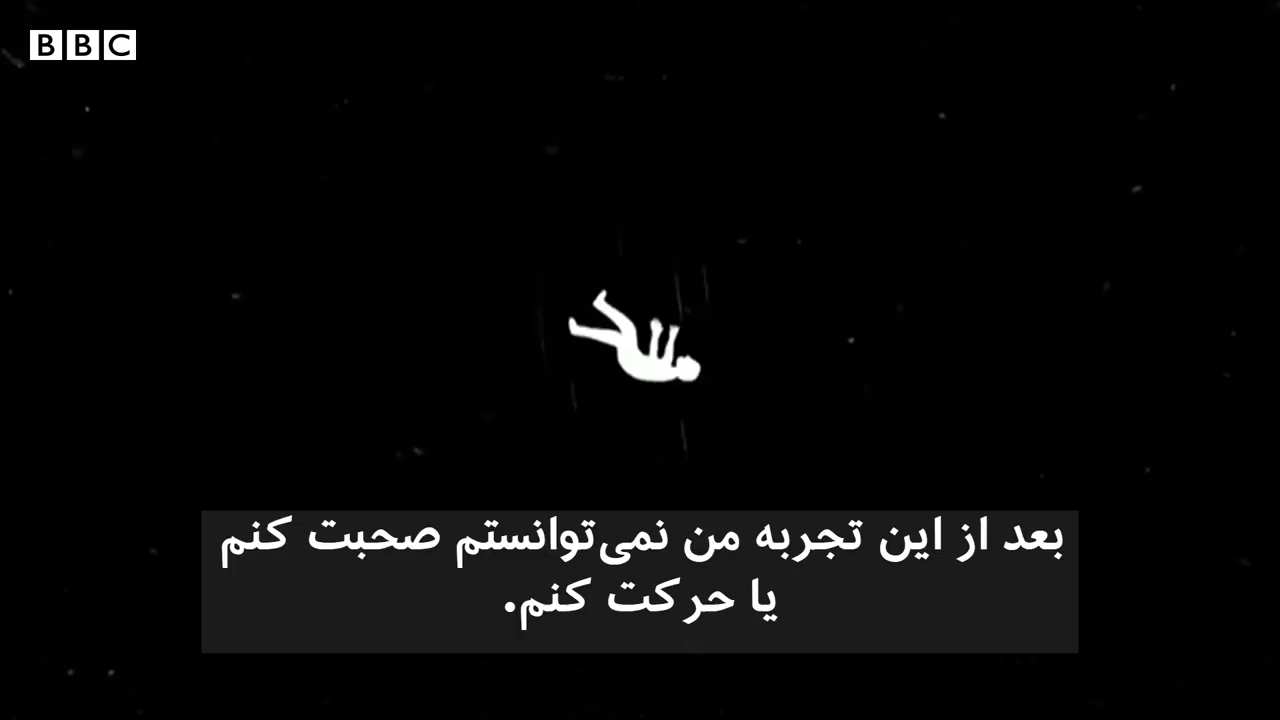 BBC
بعد از این تجربه من نمی‌توانستم صحبت کنم
یا حرکت کنم.